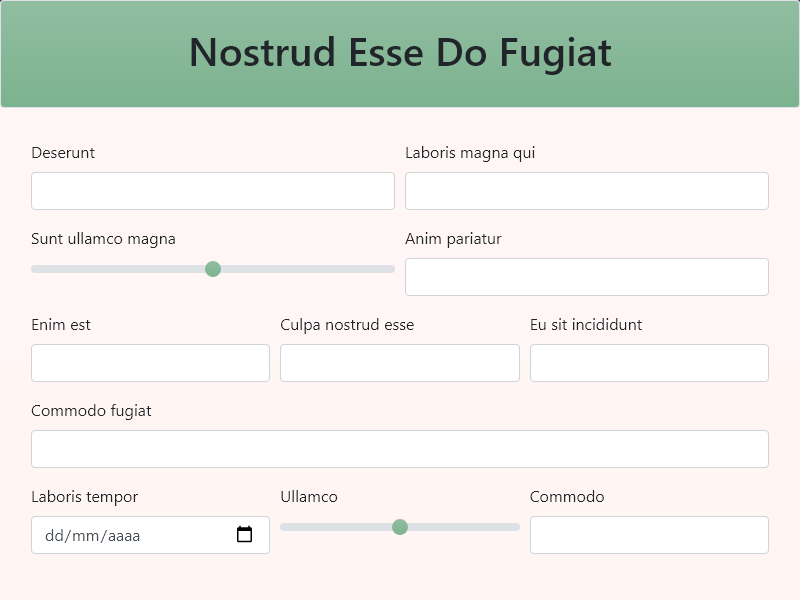 Nostrud Esse Do Fugiat
Deserunt
Laboris magna qui
Sunt ullamco magna
Anim pariatur
Enim est
Culpa nostrud esse
Eu sit incididunt
Commodo fugiat
Laboris tempor
Ullamco
Commodo
dd/mm/aaaa